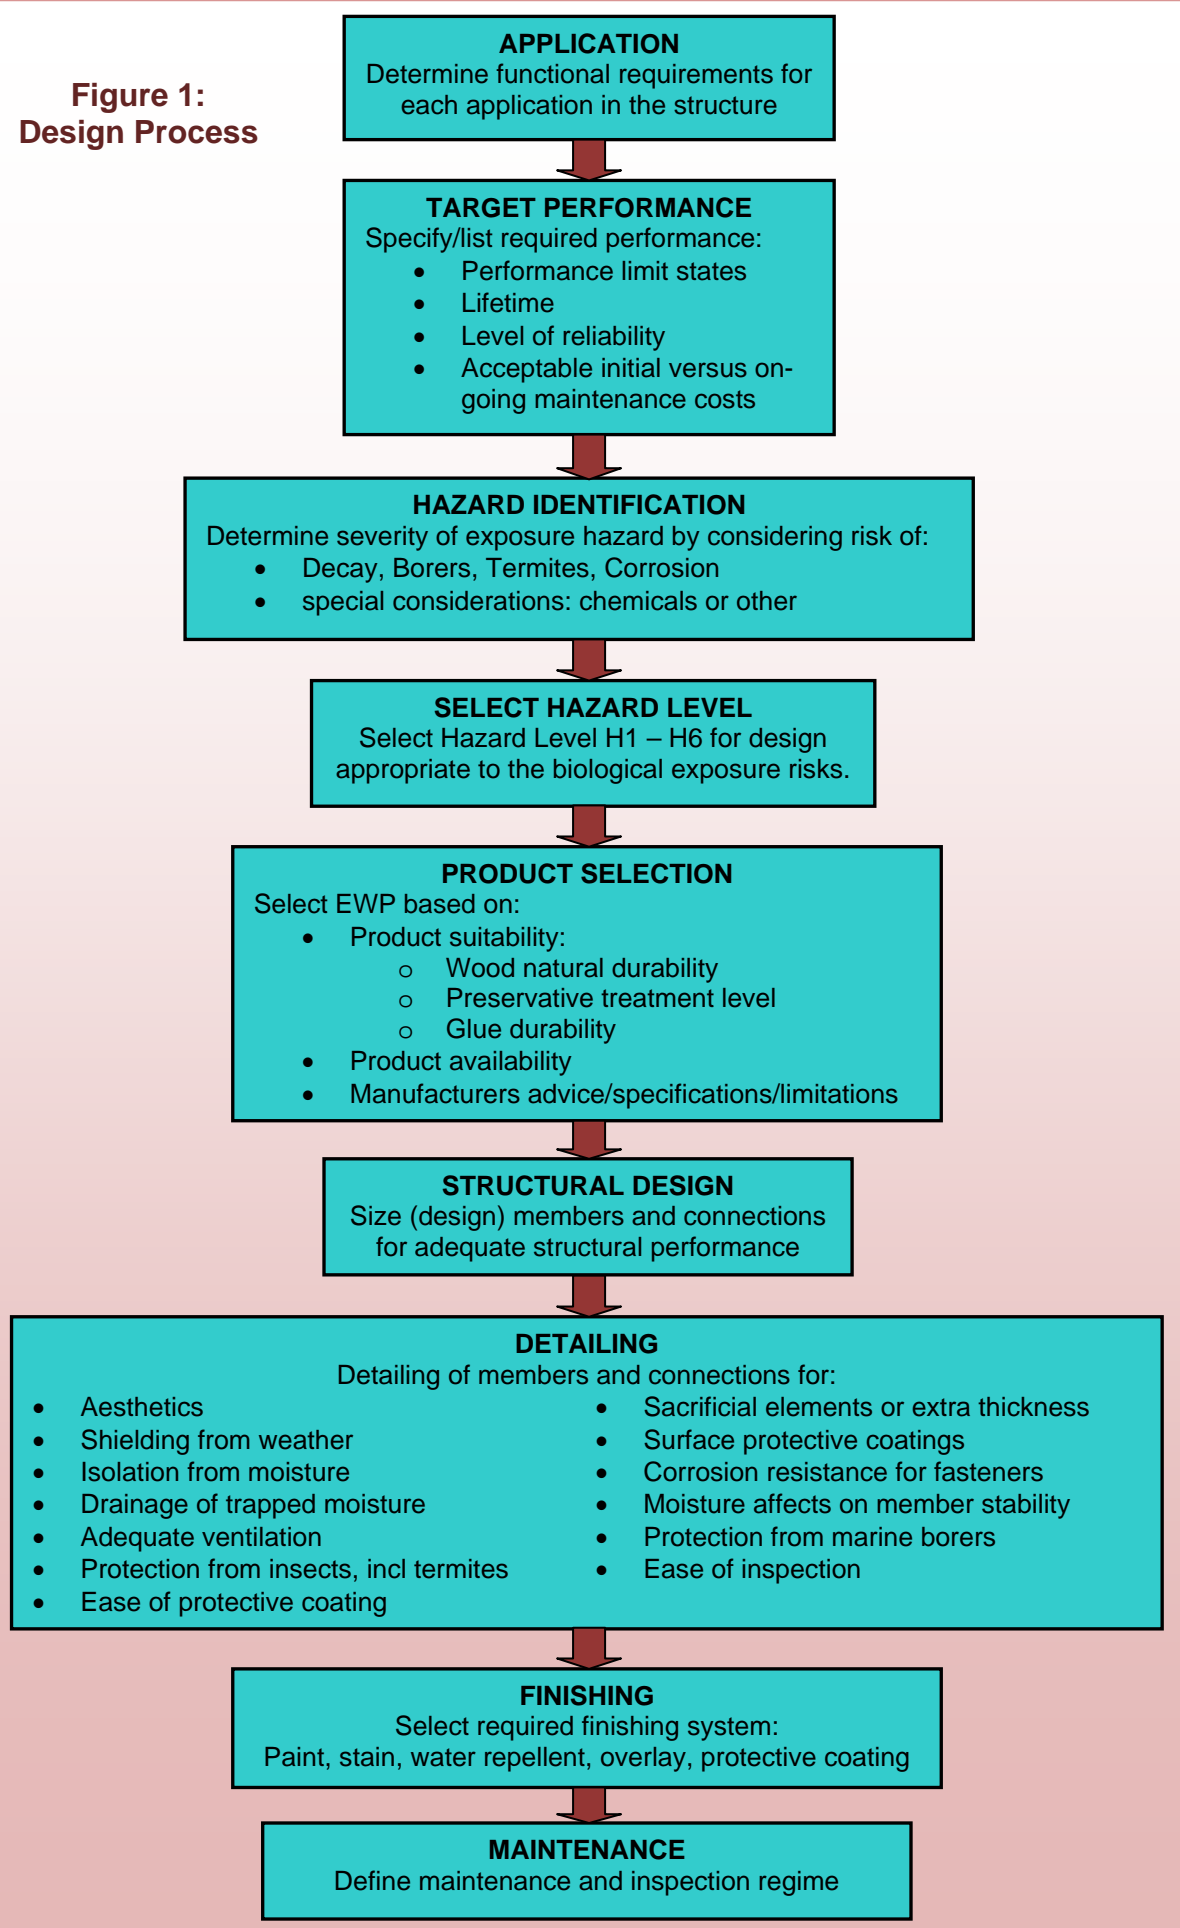 Figure 1:
Design Process
APPLICATION
Determine functional requirements for
each application in the structure
TARGET PERFORMANCE
Specify/list required performance:
• Performance limit states
• Lifetime
• Level of reliability
• Acceptable initial versus on-
going maintenance costs
HAZARD IDENTIFICATION
Determine severity of exposure hazard by considering risk of:
• Decay, Borers, Termites, Corrosion
• special considerations: chemicals or other
SELECT HAZARD LEVEL
Select Hazard Level H1 – H6 for design
appropriate to the biological exposure risks.
PRODUCT SELECTION
Select EWP based on:
• Product suitability:
o Wood natural durability
o Preservative treatment level
o Glue durability
• Product availability
• Manufacturers advice/specifications/limitations
STRUCTURAL DESIGN
Size (design) members and connections
for adequate structural performance
DETAILING
Detailing of members and connections for:
• Aesthetics
• Shielding from weather
• Isolation from moisture
• Drainage of trapped moisture
• Adequate ventilation
• Protection from insects, incl termites
• Ease of protective coating
• Sacrificial elements or extra thickness
• Surface protective coatings
• Corrosion resistance for fasteners
• Moisture affects on member stability
• Protection from marine borers
• Ease of inspection
FINISHING
Select required finishing system:
Paint, stain, water repellent, overlay, protective coating
MAINTENANCE
Define maintenance and inspection regime